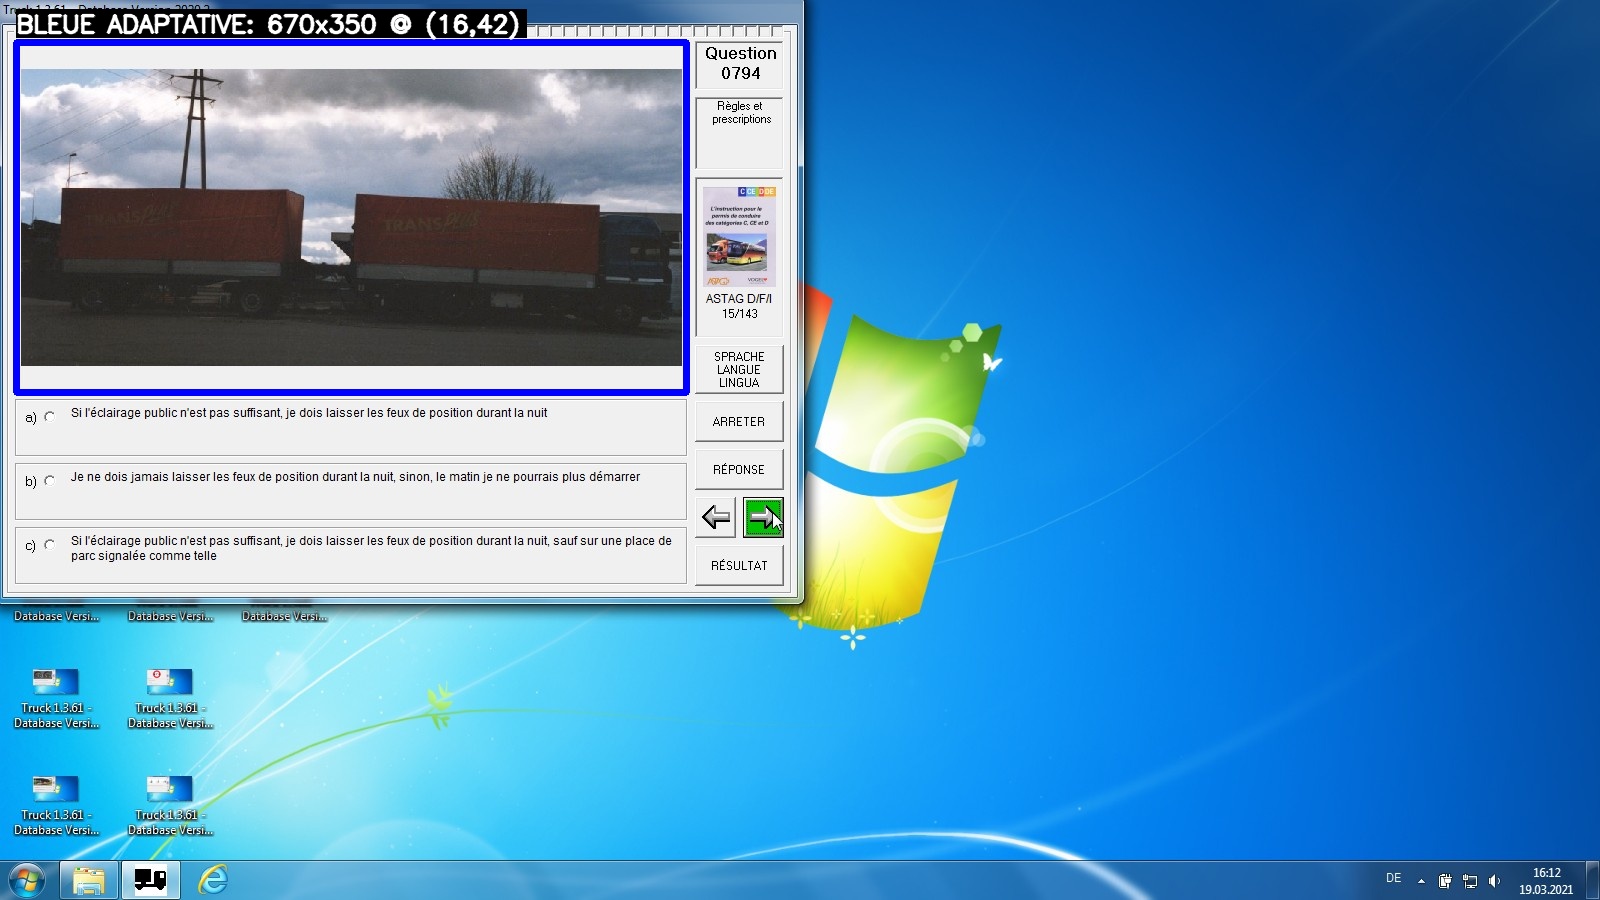 BLEUE ADAPTATIVE: 670x350 @ (16,42)
Question
0794
Règles et
prescriptions
C CE D DE
L'instruction pour le
permis de conduire
des catégories C, CE et D
ASTAG D/F/I
15/143
TRANS
TRANS
SPRACHE
LANGUE
LINGUA
a) Si l'éclairage public n'est pas suffisant, je dois laisser les feux de position durant la nuit
ARRETER
b) Je ne dois jamais laisser les feux de position durant la nuit, sinon, le matin je ne pourrais plus démarrer
RÉPONSE
c) Si l'éclairage public n'est pas suffisant, je dois laisser les feux de position durant la nuit, sauf sur une place de
parc signalée comme telle
RÉSULTAT
Database Versi...
Database Versi...
Database Versi...
Truck 1.3.61 -
Database Versi...
Truck 1.3.61 -
Database Versi...
Truck 1.3.61 -
Database Versi...
Truck 1.3.61 -
Database Versi...
DE
16:12
19.03.2021